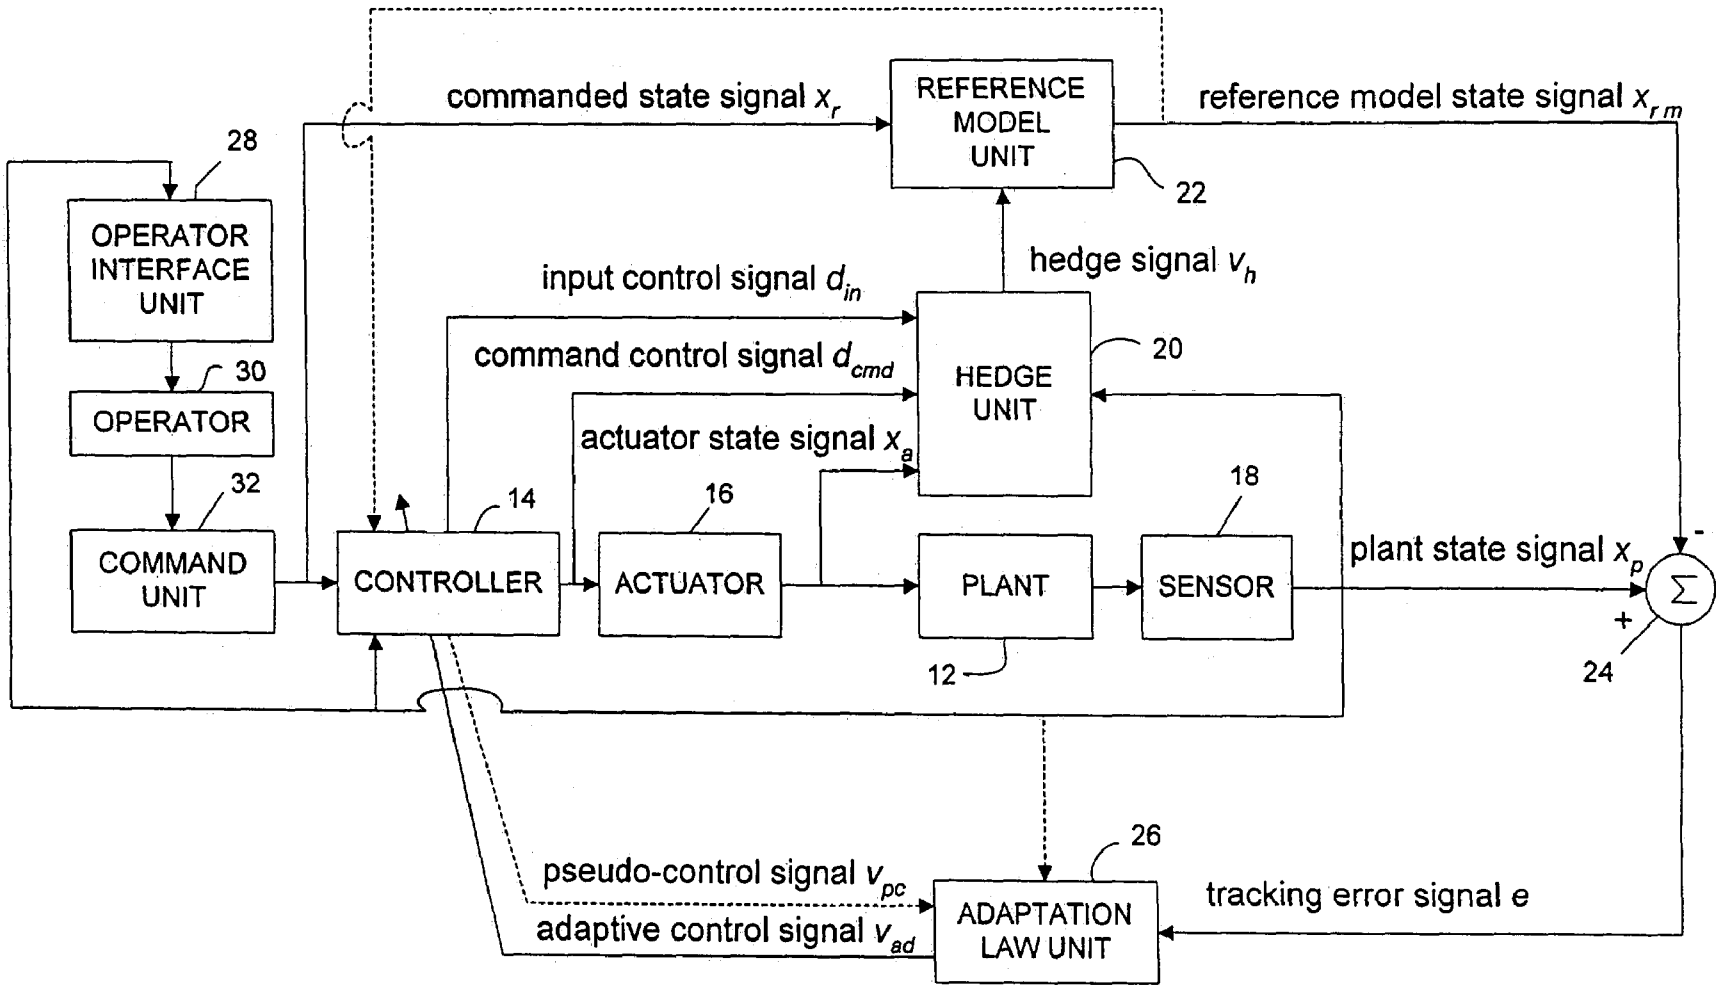 commanded state signal x_r
REFERENCE
MODEL
UNIT
22
reference model state signal x_rm
28
OPERATOR
INTERFACE
UNIT
30
OPERATOR
32
COMMAND
UNIT
hedge signal v_h
input control signal d_in
command control signal d_cmd
actuator state signal x_a
HEDGE
UNIT
20
14
CONTROLLER
16
ACTUATOR
PLANT
12
18
SENSOR
plant state signal x_p
-
Σ
+
24
pseudo-control signal v_pc
adaptive control signal v_ad
26
ADAPTATION
LAW UNIT
tracking error signal e